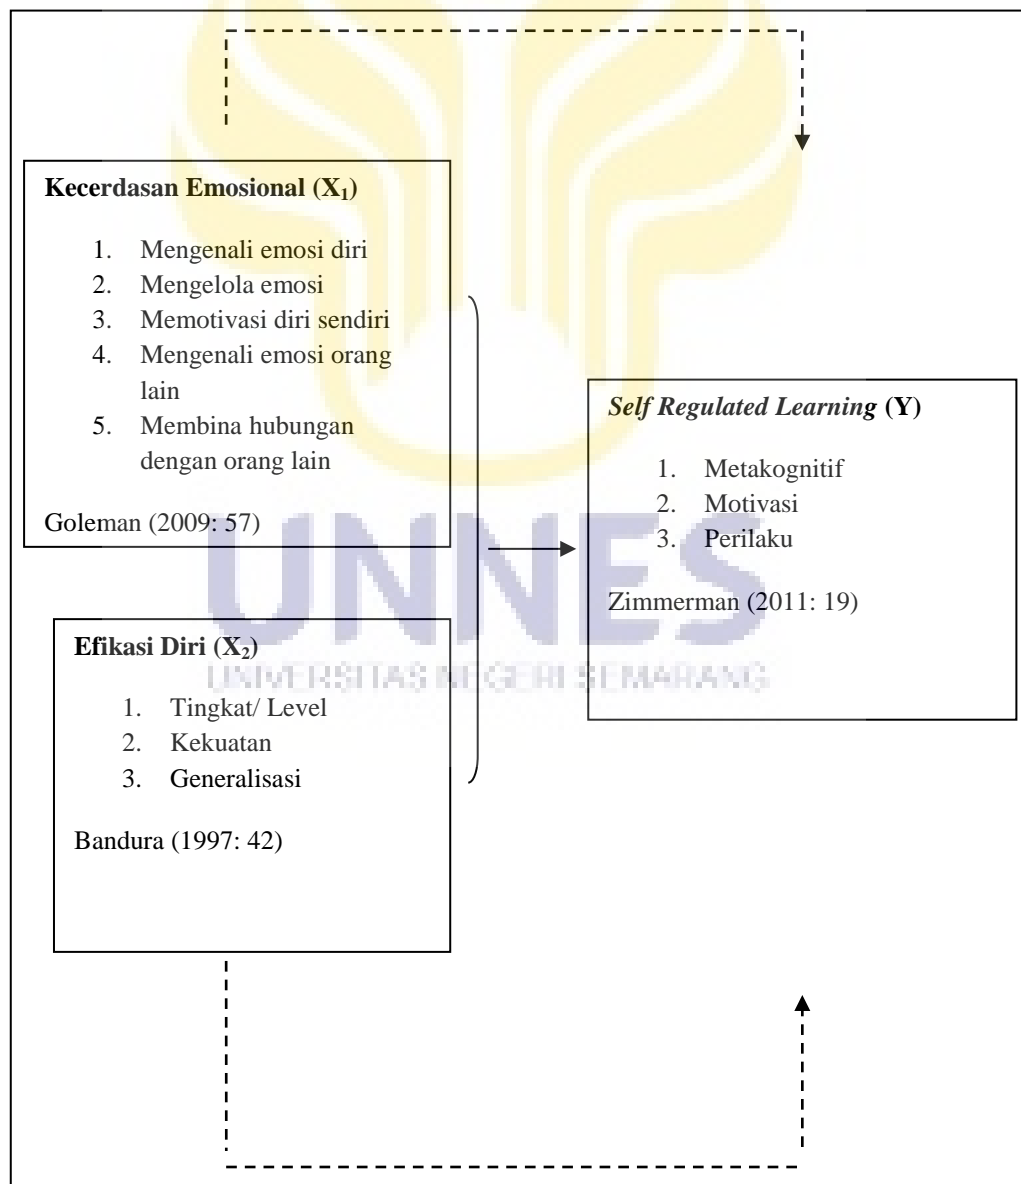 Kecerdasan Emosional (X₁)
1. Mengenali emosi diri
2. Mengelola emosi
3. Memotivasi diri sendiri
4. Mengenali emosi orang
lain
5. Membina hubungan
dengan orang lain
Goleman (2009: 57)
Self Regulated Learning (Y)
1. Metakognitif
2. Motivasi
3. Perilaku
Zimmerman (2011: 19)
UNNES
UNIVERSITAS NEGERI SEMARANG
Efikasi Diri (X₂)
1. Tingkat/ Level
2. Kekuatan
3. Generalisasi
Bandura (1997: 42)